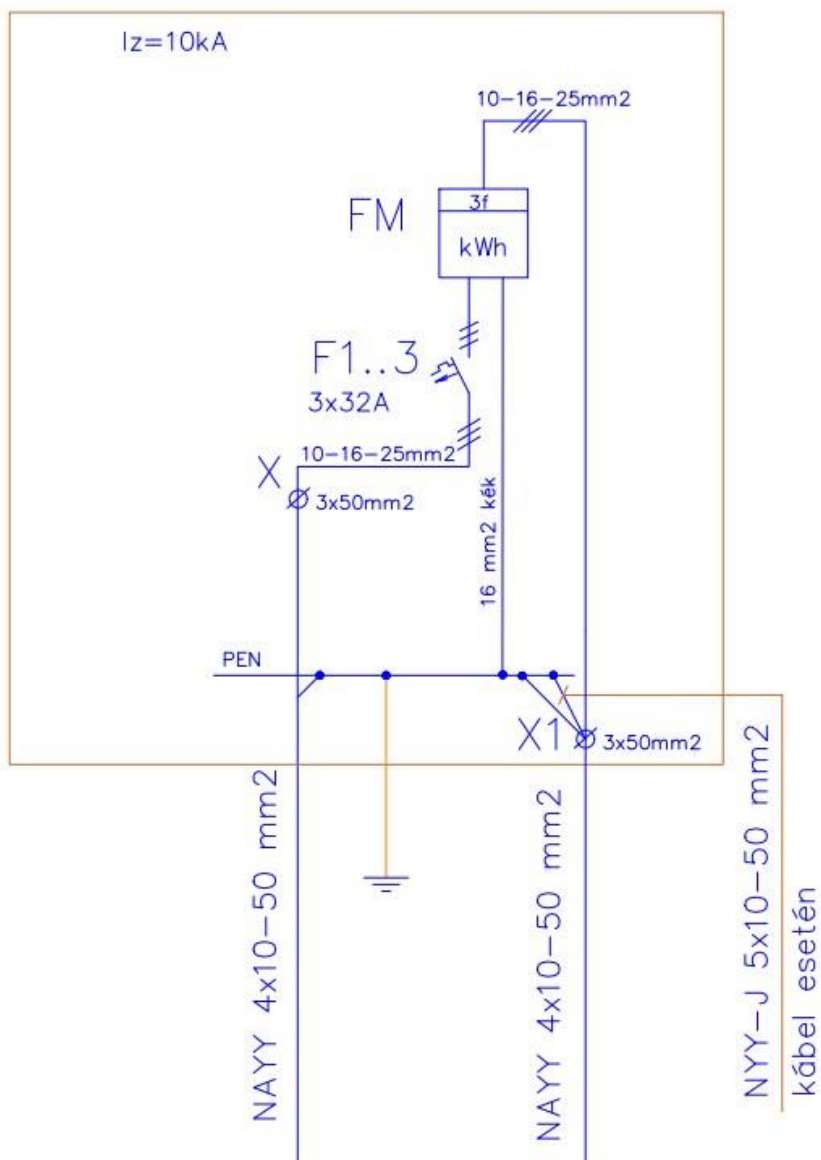 Iz=10kA
10-16-25mm2
3f
FM
kWh
F1..3
3x32A
10-16-25mm2
X
3x50mm2
16 mm2 kék
PEN
X1
3x50mm2
NAYY 4x10-50 mm2
NAYY 4x10-50 mm2
NYY-J 5x10-50 mm2
kábel esetén